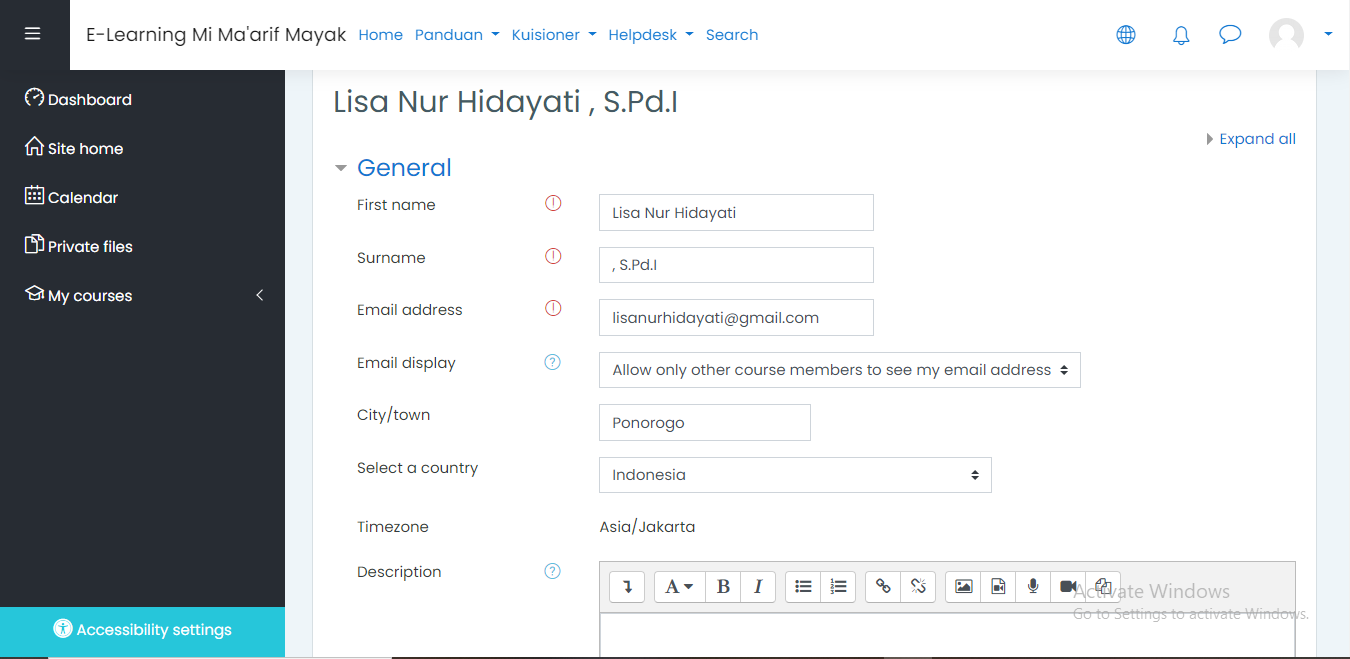 E-Learning Mi Ma'arif Mayak Home Panduan Kuisioner Helpdesk Search
Dashboard
Site home
Calendar
Private files
My courses
Accessibility settings
Lisa Nur Hidayati , S.Pd.I
Expand all
General
First name Lisa Nur Hidayati
Surname , S.Pd.I
Email address lisanurhidayati@gmail.com
Email display Allow only other course members to see my email address
City/town Ponorogo
Select a country Indonesia
Timezone Asia/Jakarta
Description
A B I
Activate Windows
Go to Settings to activate Windows.